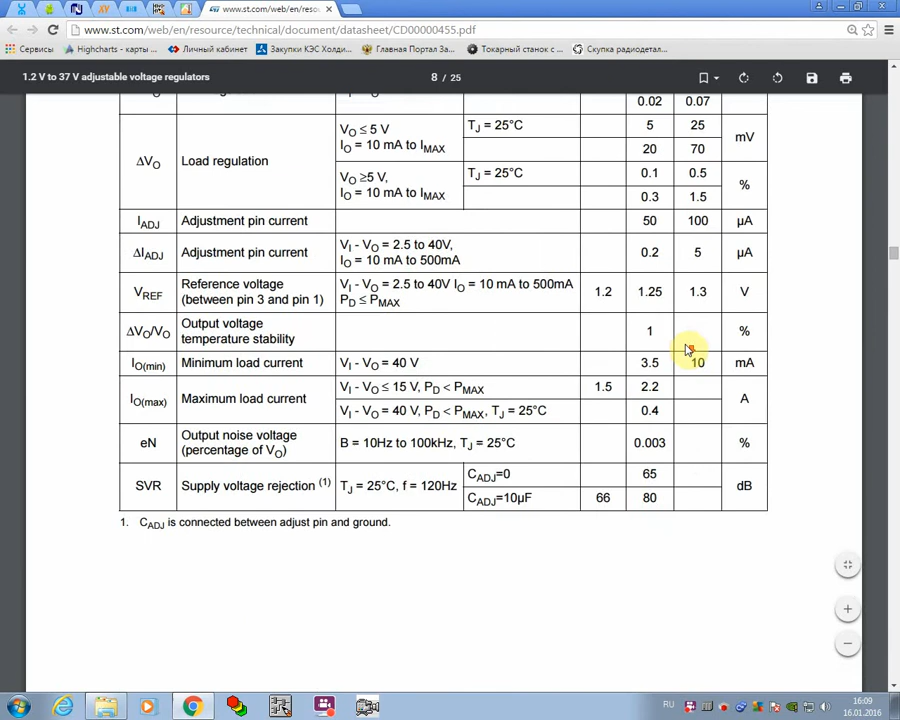 www.st.com/web/en/resou
www.st.com/web/en/resource/technical/document/datasheet/CD00000455.pdf
Сервисы
Highcharts - карты
Личный кабинет
Закупки КЭС Холди...
Главная Портал За...
Токарный станок с ...
Скупка радиодетал...
1.2 V to 37 V adjustable voltage regulators
8 / 25
0.02 0.07
ΔVO Load regulation VO ≤ 5 V IO = 10 mA to IMAX TJ = 25°C 5 25 mV
20 70
VO ≥5 V, IO = 10 mA to IMAX TJ = 25°C 0.1 0.5 %
0.3 1.5
IADJ Adjustment pin current 50 100 μA
ΔIADJ Adjustment pin current VI - VO = 2.5 to 40V, IO = 10 mA to 500mA 0.2 5 μA
VREF Reference voltage (between pin 3 and pin 1) VI - VO = 2.5 to 40V IO = 10 mA to 500mA PD ≤ PMAX 1.2 1.25 1.3 V
ΔVO/VO Output voltage temperature stability 1 %
IO(min) Minimum load current VI - VO = 40 V 3.5 10 mA
IO(max) Maximum load current VI - VO ≤ 15 V, PD < PMAX 1.5 2.2 A
VI - VO = 40 V, PD < PMAX, TJ = 25°C 0.4
eN Output noise voltage (percentage of VO) B = 10Hz to 100kHz, TJ = 25°C 0.003 %
SVR Supply voltage rejection (1) TJ = 25°C, f = 120Hz CADJ=0 65 dB
CADJ=10μF 66 80
1. CADJ is connected between adjust pin and ground.
RU
16:09
16.01.2016